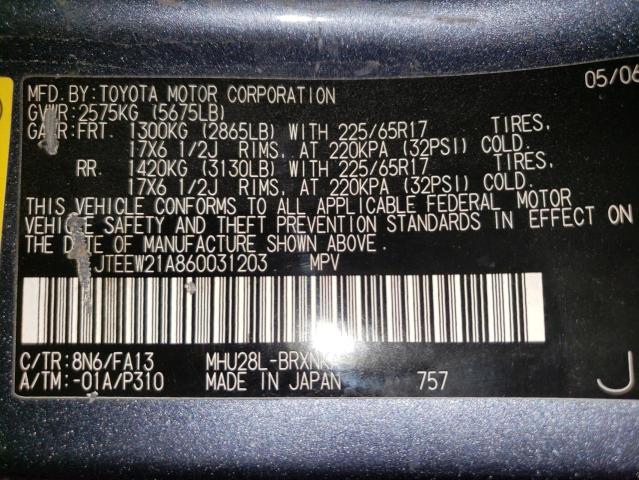 MFD.BY:TOYOTA MOTOR CORPORATION 05/06
GVWR:2575KG (5675LB)
GAWR:FRT. 1300KG (2865LB) WITH 225/65R17 TIRES,
17X6 1/2J RIMS, AT 220KPA (32PSI) COLD.
RR. 1420KG (3130LB) WITH 225/65R17 TIRES,
17X6 1/2J RIMS, AT 220KPA (32PSI) COLD.
THIS VEHICLE CONFORMS TO ALL APPLICABLE FEDERAL MOTOR
VEHICLE SAFETY AND THEFT PREVENTION STANDARDS IN EFFECT ON
THE DATE OF MANUFACTURE SHOWN ABOVE.
JTEEW21A860031203 MPV
C/TR:8N6/FA13 MHU28L-BRXNK
A/TM:-01A/P310 MADE IN JAPAN 757 J